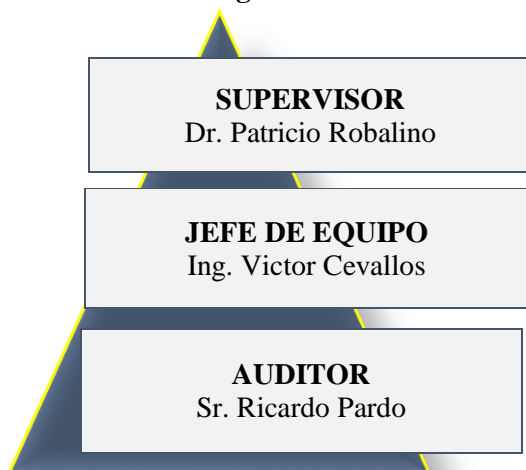 SUPERVISOR
Dr. Patricio Robalino
JEFE DE EQUIPO
Ing. Victor Cevallos
AUDITOR
Sr. Ricardo Pardo